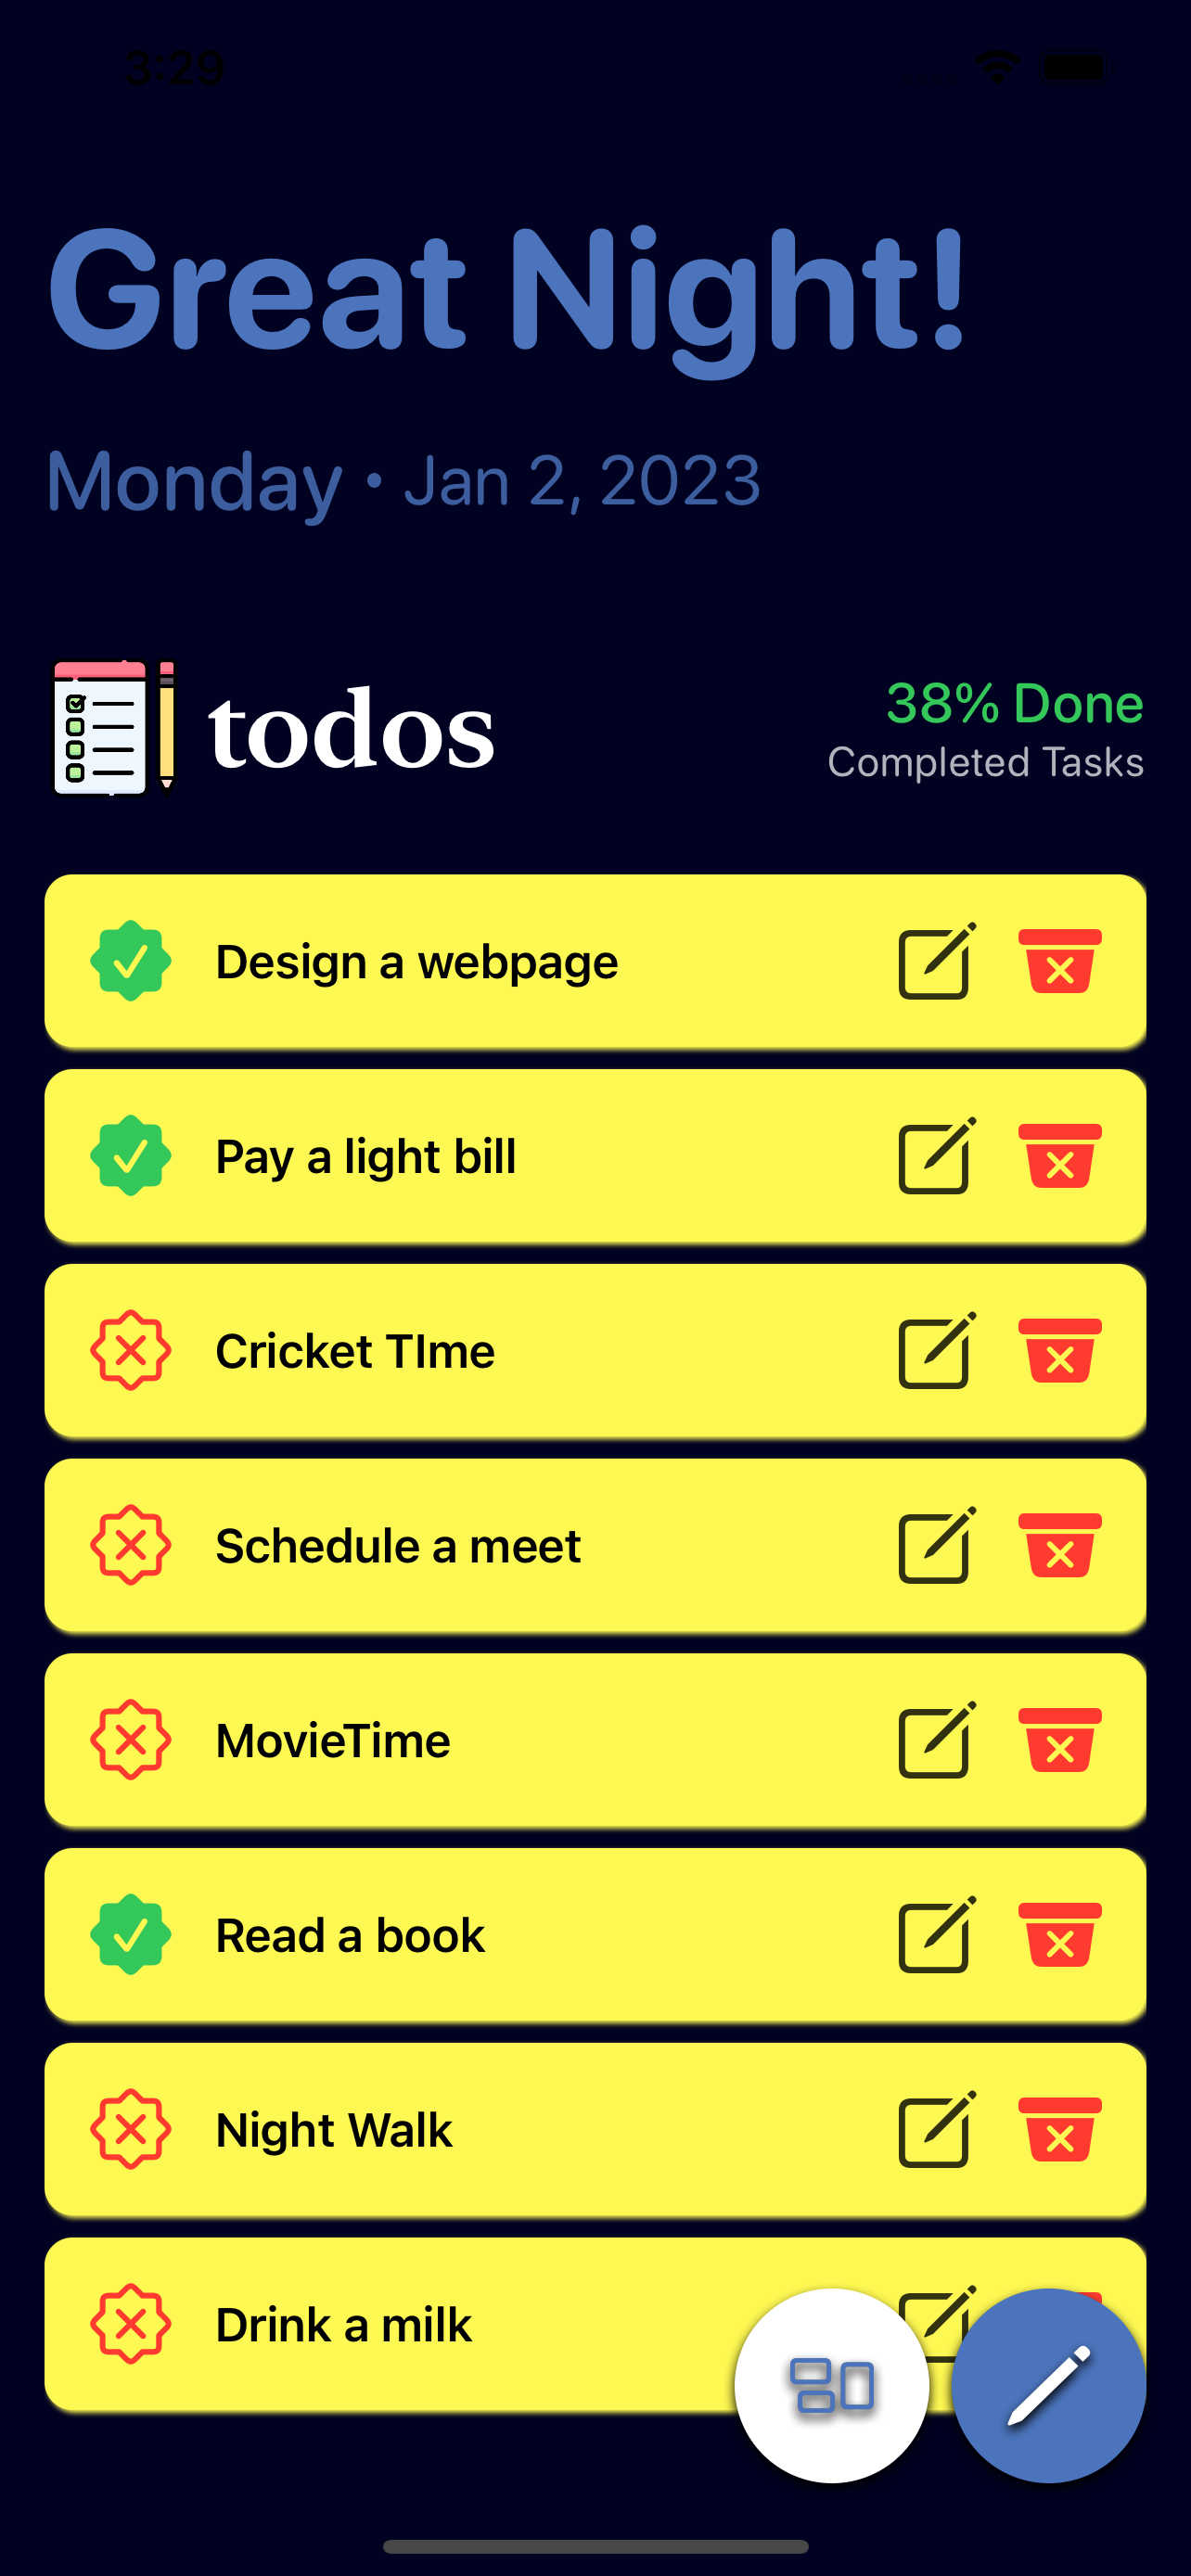 3:29
Great Night!
Monday • Jan 2, 2023
todos
38% Done
Completed Tasks
Design a webpage
Pay a light bill
Cricket TIme
Schedule a meet
MovieTime
Read a book
Night Walk
Drink a milk